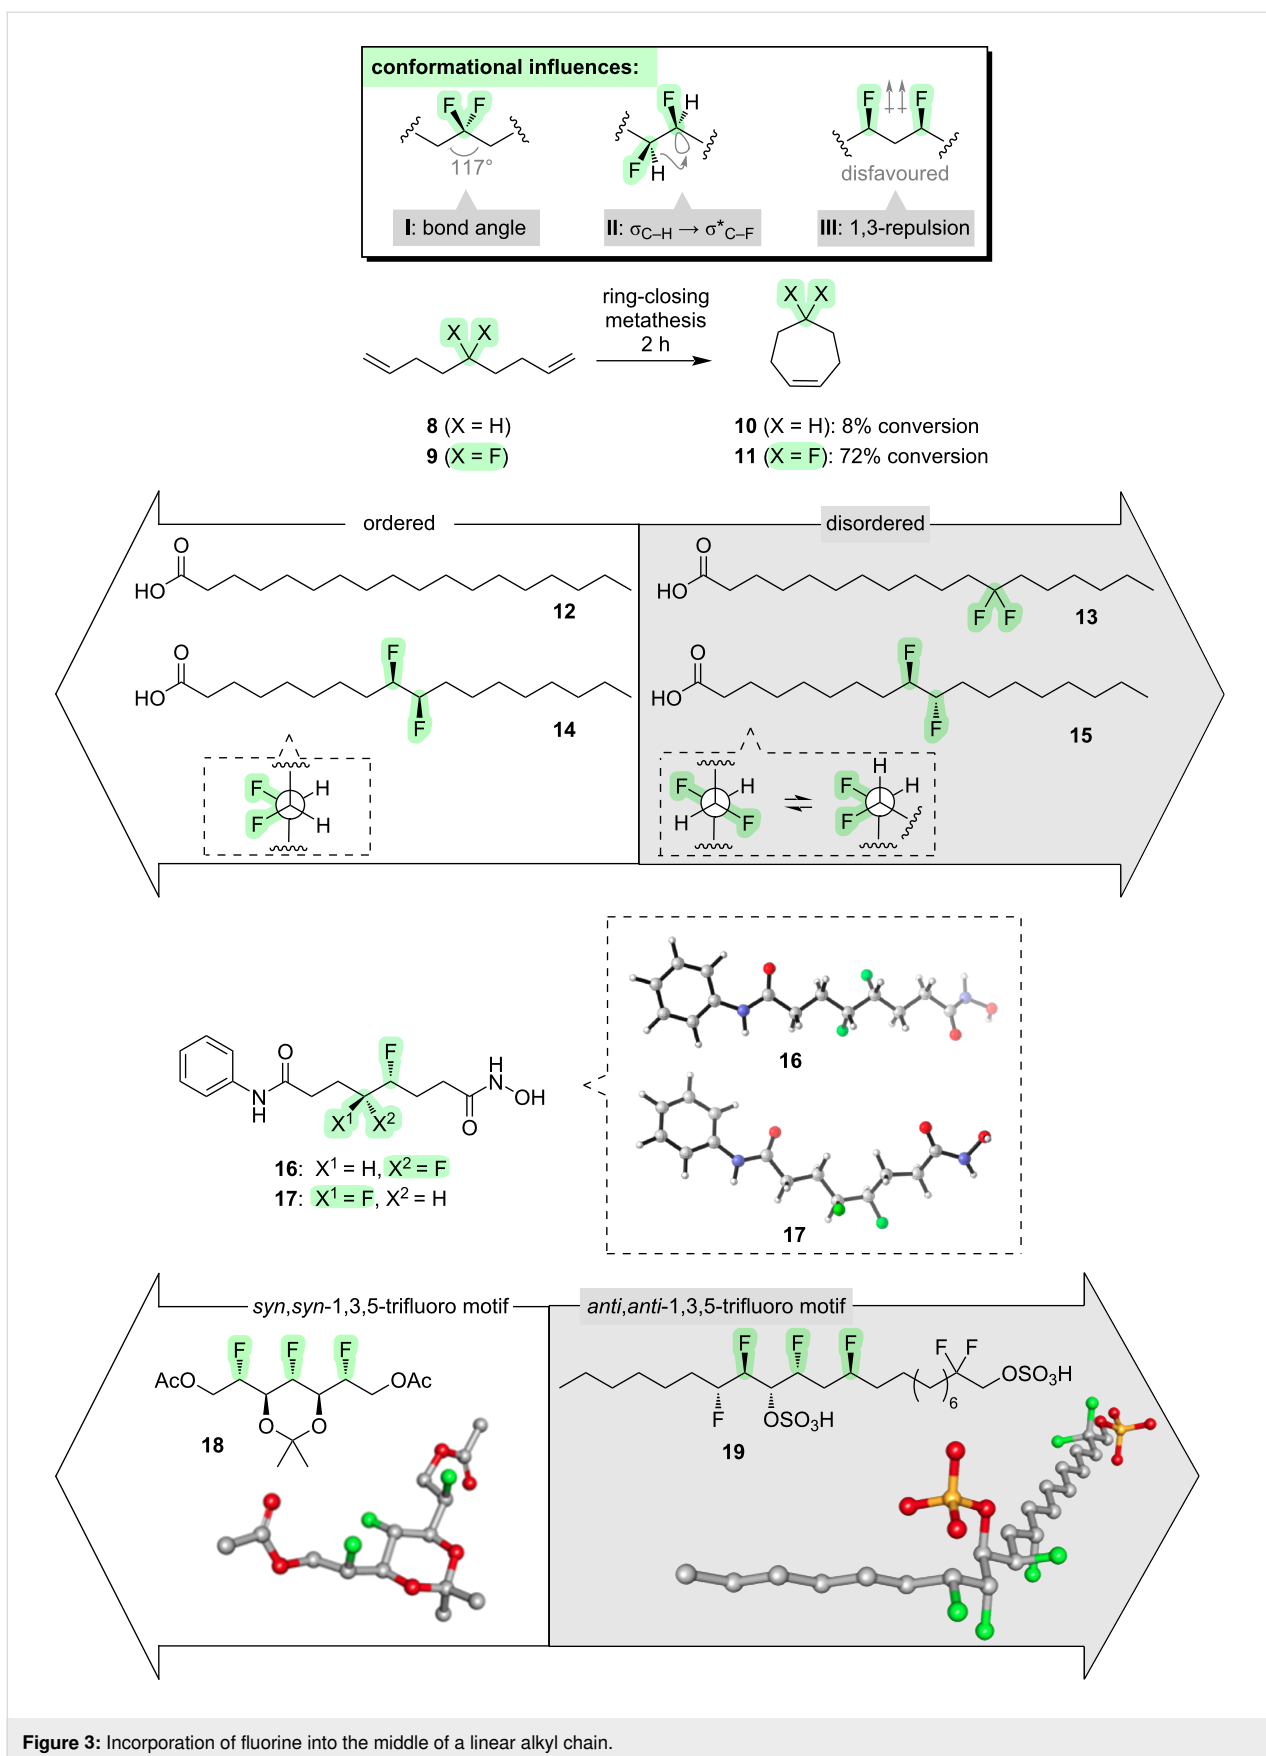 conformational influences:
F F
F H
F F
117°
F H
disfavoured
I: bond angle
II: σC–H → σ*C–F
III: 1,3-repulsion
X X
ring-closing
metathesis
2 h
X X
8 (X = H)
9 (X = F)
10 (X = H): 8% conversion
11 (X = F): 72% conversion
ordered
disordered
O
HO
12
O
HO
F F
13
O
HO
F
F
14
O
HO
F
F
15
F H
F H
F H
H F
H
F H
F
O
N
H
F
X1 X2
H
N
OH
O
16: X1 = H, X2 = F
17: X1 = F, X2 = H
16
17
syn,syn-1,3,5-trifluoro motif
anti,anti-1,3,5-trifluoro motif
F F F
AcO
OAc
O O
18
F F F
F F
OSO3H
6
F
OSO3H
19
Figure 3: Incorporation of fluorine into the middle of a linear alkyl chain.